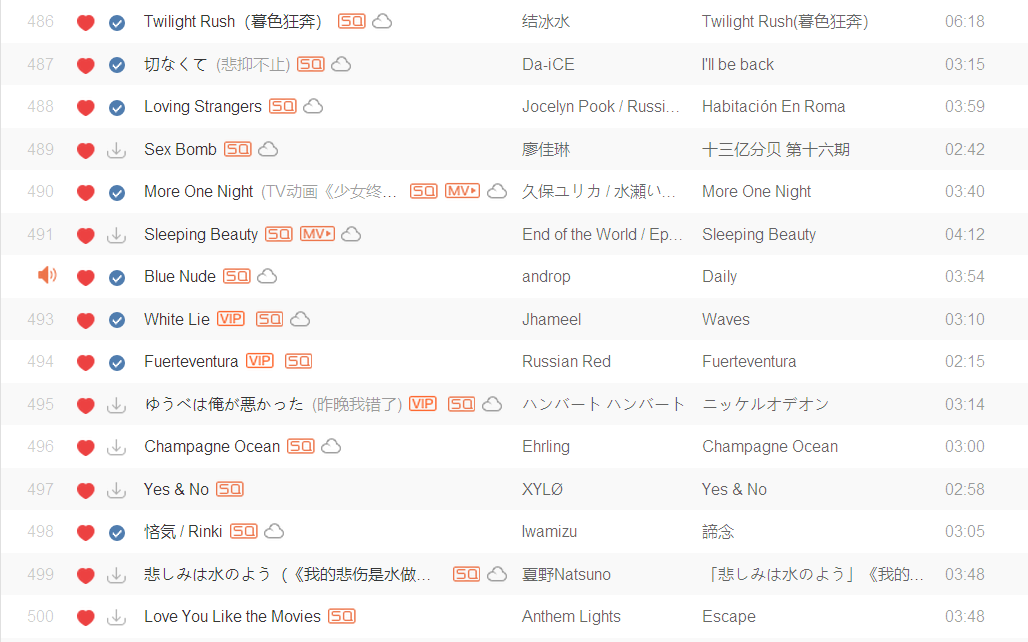 486 Twilight Rush（暮色狂奔） SQ 结冰水 Twilight Rush(暮色狂奔) 06:18
487 切なくて (悲抑不止) SQ Da-iCE I'll be back 03:15
488 Loving Strangers SQ Jocelyn Pook / Russi... Habitación En Roma 03:59
489 Sex Bomb SQ 廖佳琳 十三亿分贝 第十六期 02:42
490 More One Night (TV动画《少女终... SQ MV 久保ユリカ / 水瀬い... More One Night 03:40
491 Sleeping Beauty SQ MV End of the World / Ep... Sleeping Beauty 04:12
Blue Nude SQ androp Daily 03:54
493 White Lie VIP SQ Jhameel Waves 03:10
494 Fuerteventura VIP SQ Russian Red Fuerteventura 02:15
495 ゆうべは俺が悪かった (昨晚我错了) VIP SQ ハンバート ハンバート ニッケルオデオン 03:14
496 Champagne Ocean SQ Ehrling Champagne Ocean 03:00
497 Yes & No SQ XYLØ Yes & No 02:58
498 悋気 / Rinki SQ Iwamizu 諦念 03:05
499 悲しみは水のよう（《我的悲伤是水做... SQ 夏野Natsuno 「悲しみは水のよう」《我的... 03:48
500 Love You Like the Movies SQ Anthem Lights Escape 03:48